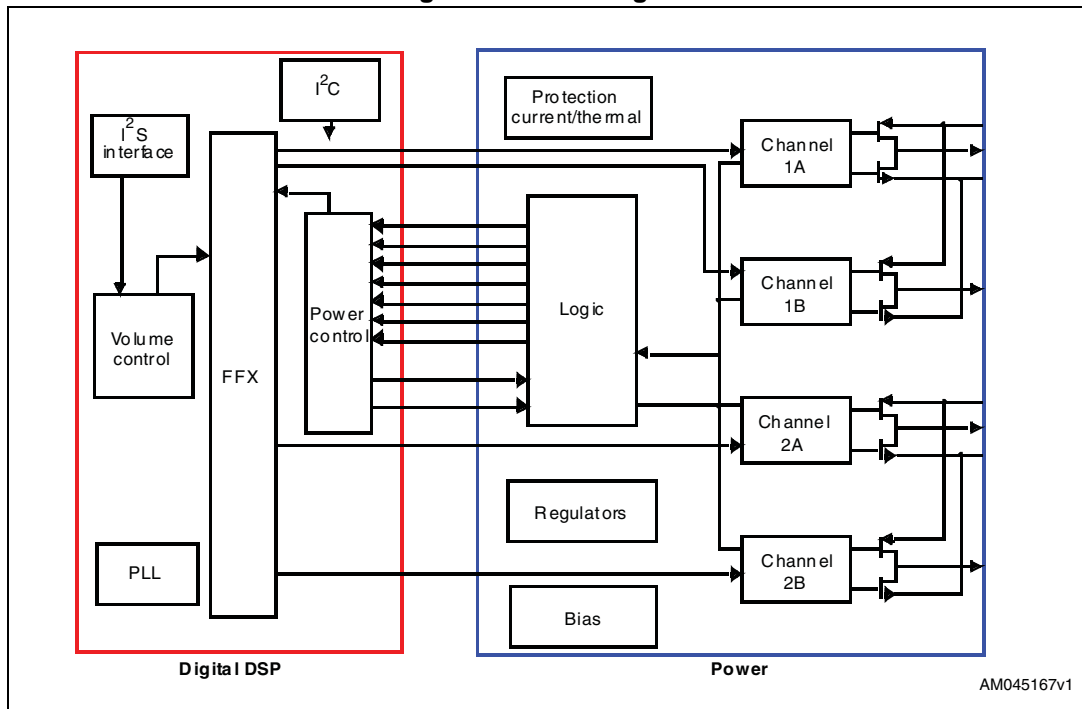 I²C
I²S
interface
Volume
control
FFX
Power
control
PLL
Digital DSP
Protection
current/thermal
Logic
Regulators
Bias
Channel
1A
Channel
1B
Channel
2A
Channel
2B
Power
AM045167v1